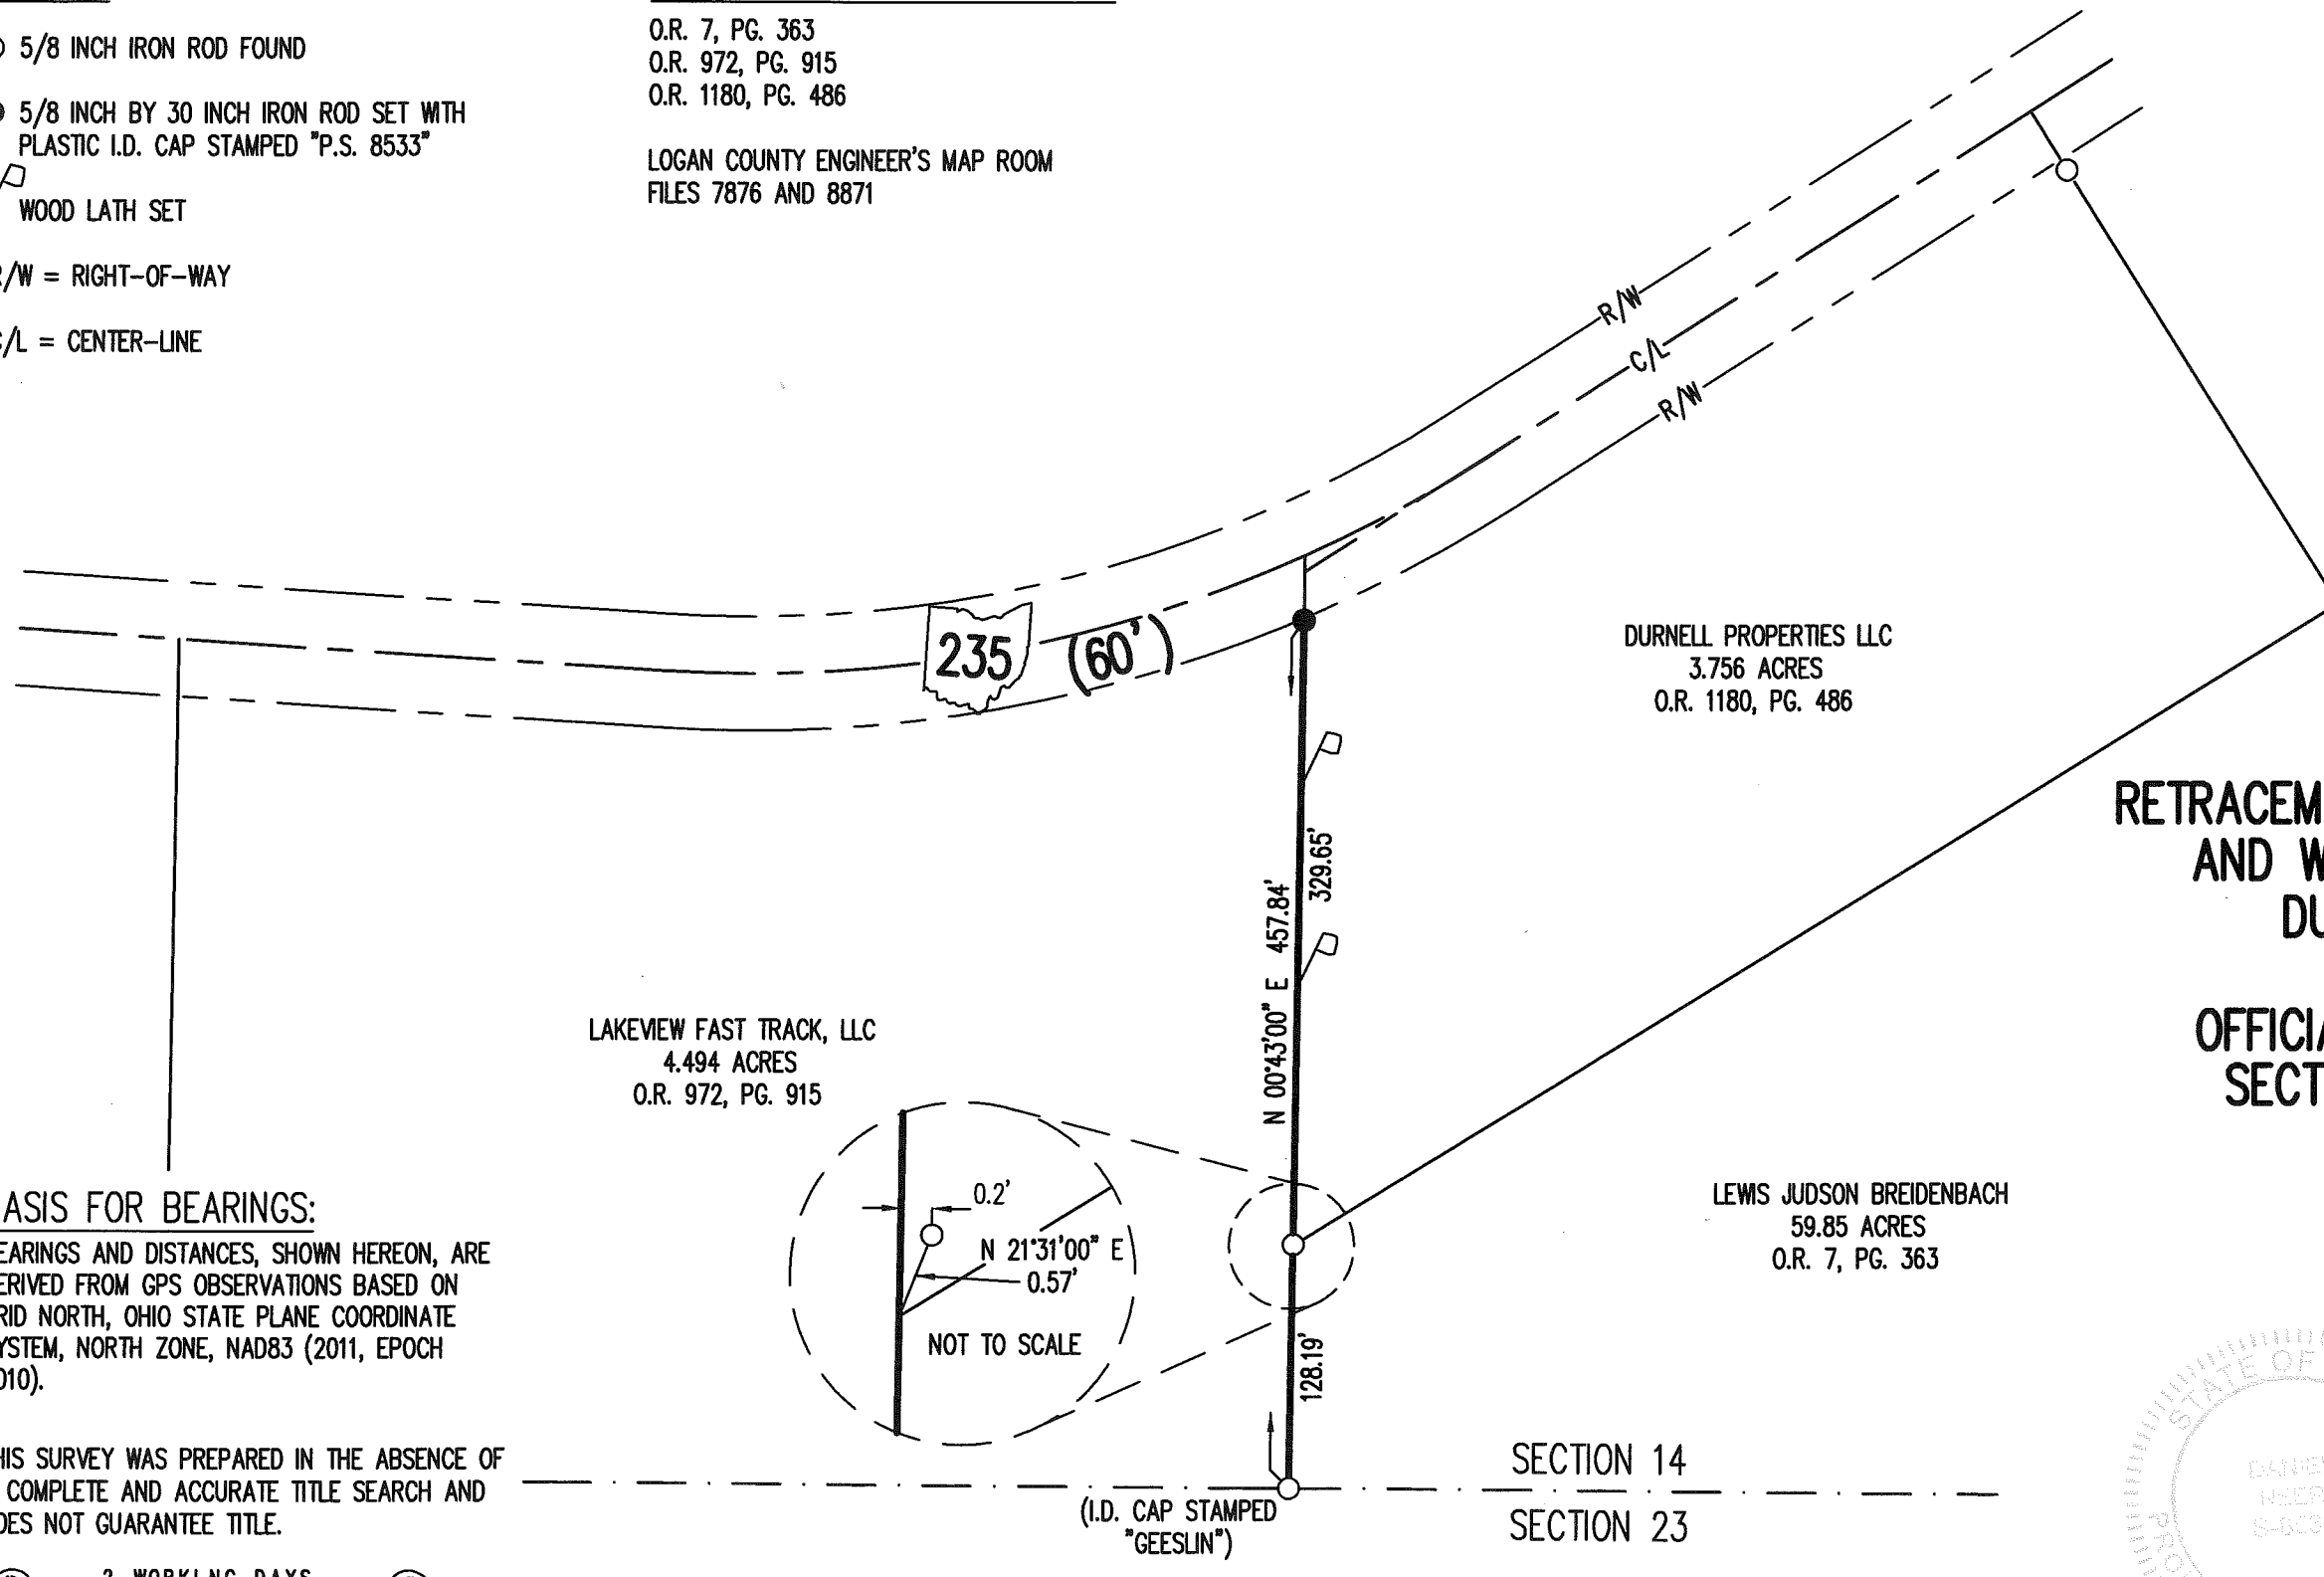 5/8 INCH IRON ROD FOUND
5/8 INCH BY 30 INCH IRON ROD SET WITH
PLASTIC I.D. CAP STAMPED "P.S. 8533"
WOOD LATH SET
R/W = RIGHT-OF-WAY
C/L = CENTER-LINE
O.R. 7, PG. 363
O.R. 972, PG. 915
O.R. 1180, PG. 486
LOGAN COUNTY ENGINEER'S MAP ROOM
FILES 7876 AND 8871
R/W
C/L
R/W
235
(60')
DURNELL PROPERTIES LLC
3.756 ACRES
O.R. 1180, PG. 486
N 00°43'00" E 457.84'
329.65'
128.19'
RETRACEM
AND W
DU
OFFICIA
SECT
LAKEVIEW FAST TRACK, LLC
4.494 ACRES
O.R. 972, PG. 915
0.2'
N 21°31'00" E
0.57'
NOT TO SCALE
LEWIS JUDSON BREIDENBACH
59.85 ACRES
O.R. 7, PG. 363
ASIS FOR BEARINGS:
EARINGS AND DISTANCES, SHOWN HEREON, ARE
ERIVED FROM GPS OBSERVATIONS BASED ON
RID NORTH, OHIO STATE PLANE COORDINATE
YSTEM, NORTH ZONE, NAD83 (2011, EPOCH
010).
HIS SURVEY WAS PREPARED IN THE ABSENCE OF
COMPLETE AND ACCURATE TITLE SEARCH AND
OES NOT GUARANTEE TITLE.
(I.D. CAP STAMPED
"GEESLIN")
SECTION 14
SECTION 23
2 WORKING DAYS
STATE OF